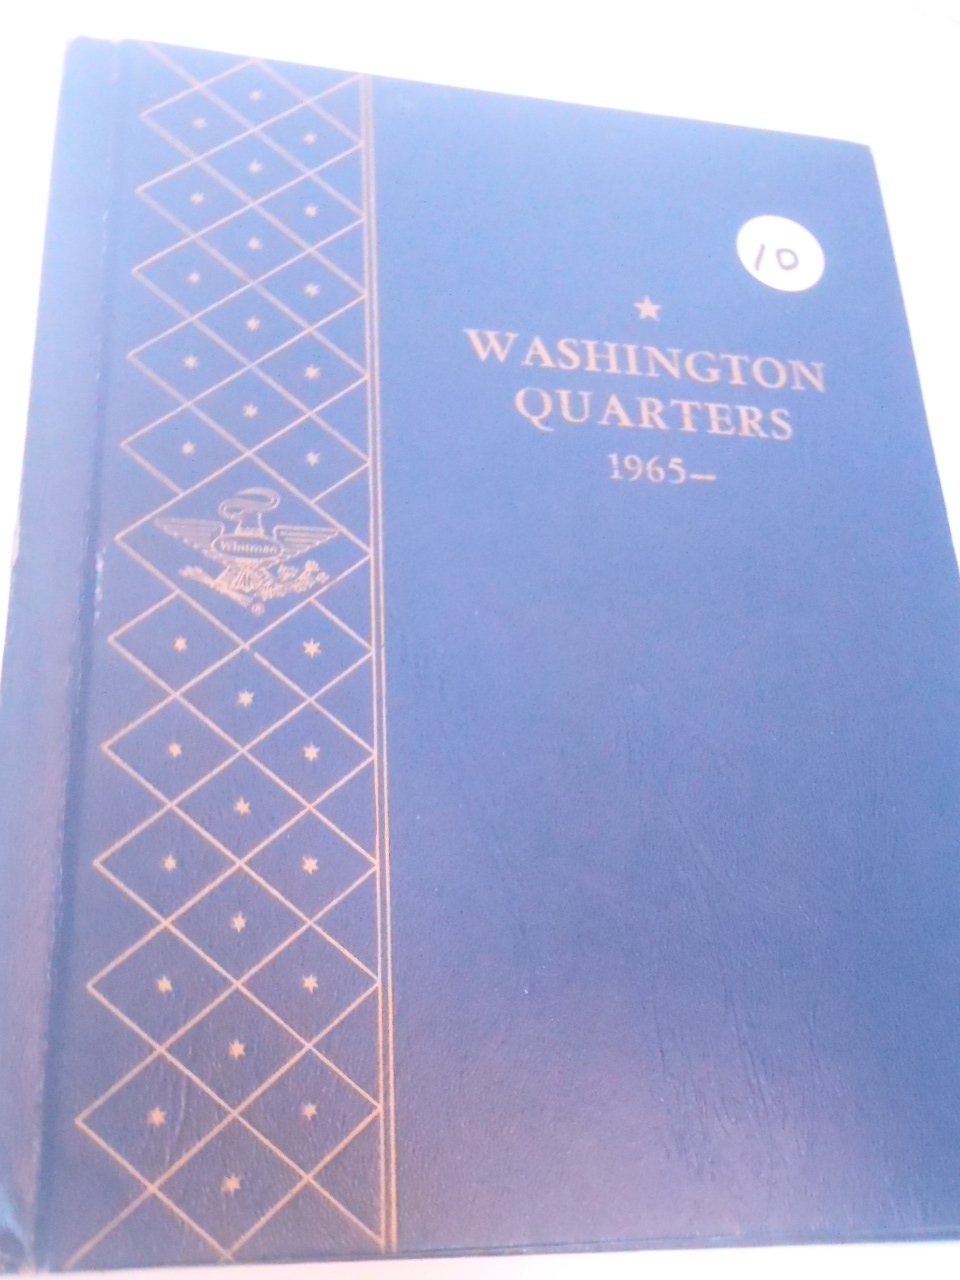 10
WASHINGTON
QUARTERS
1965—
Whitman